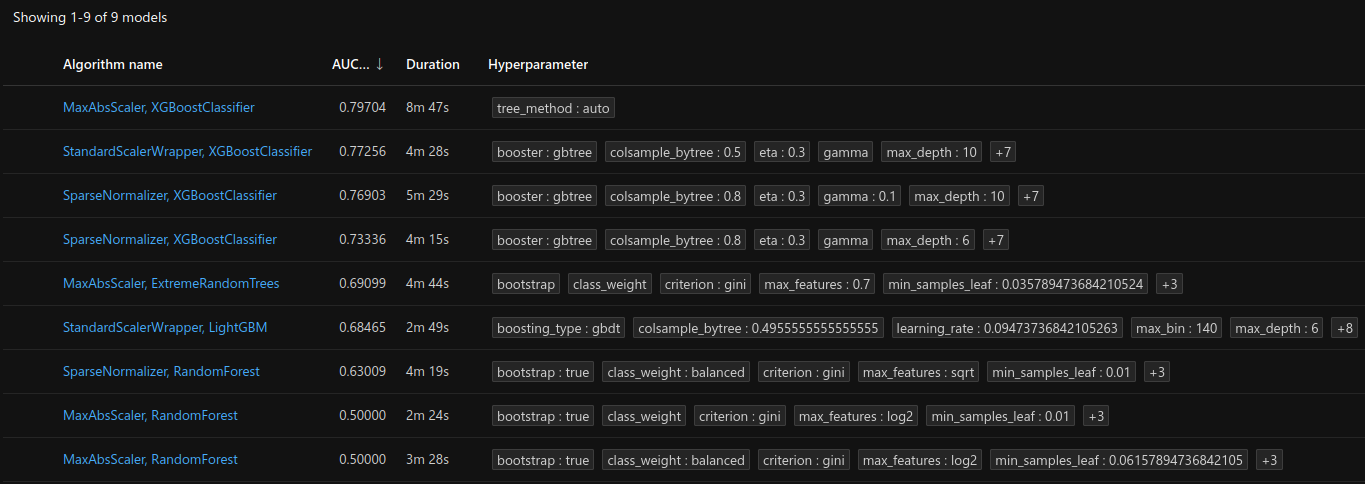 Showing 1-9 of 9 models
Algorithm name AUC... ↓ Duration Hyperparameter
MaxAbsScaler, XGBoostClassifier 0.79704 8m 47s tree_method : auto
StandardScalerWrapper, XGBoostClassifier 0.77256 4m 28s booster : gbtree colsample_bytree : 0.5 eta : 0.3 gamma max_depth : 10 +7
SparseNormalizer, XGBoostClassifier 0.76903 5m 29s booster : gbtree colsample_bytree : 0.8 eta : 0.3 gamma : 0.1 max_depth : 10 +7
SparseNormalizer, XGBoostClassifier 0.73336 4m 15s booster : gbtree colsample_bytree : 0.8 eta : 0.3 gamma max_depth : 6 +7
MaxAbsScaler, ExtremeRandomTrees 0.69099 4m 44s bootstrap class_weight criterion : gini max_features : 0.7 min_samples_leaf : 0.035789473684210524 +3
StandardScalerWrapper, LightGBM 0.68465 2m 49s boosting_type : gbdt colsample_bytree : 0.4955555555555555 learning_rate : 0.09473736842105263 max_bin : 140 max_depth : 6 +8
SparseNormalizer, RandomForest 0.63009 4m 19s bootstrap : true class_weight : balanced criterion : gini max_features : sqrt min_samples_leaf : 0.01 +3
MaxAbsScaler, RandomForest 0.50000 2m 24s bootstrap : true class_weight criterion : gini max_features : log2 min_samples_leaf : 0.01 +3
MaxAbsScaler, RandomForest 0.50000 3m 28s bootstrap : true class_weight : balanced criterion : gini max_features : log2 min_samples_leaf : 0.06157894736842105 +3